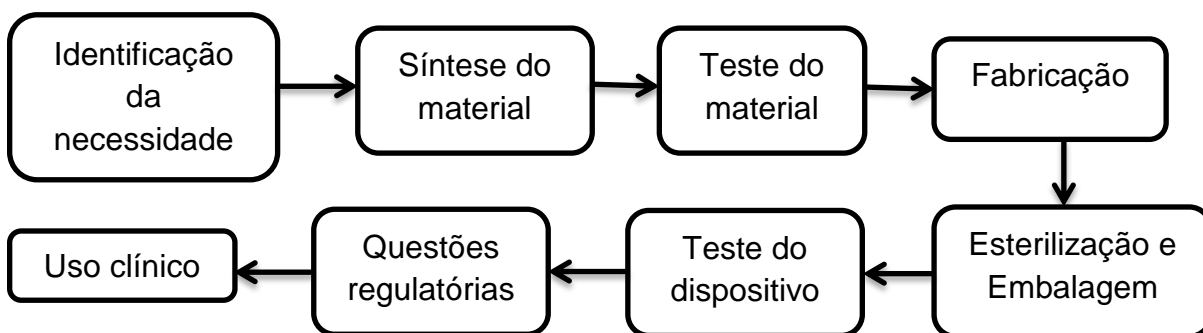 Identificação
da
necessidade
Síntese do
material
Teste do
material
Fabricação
Esterilização e
Embalagem
Teste do
dispositivo
Questões
regulatórias
Uso clínico